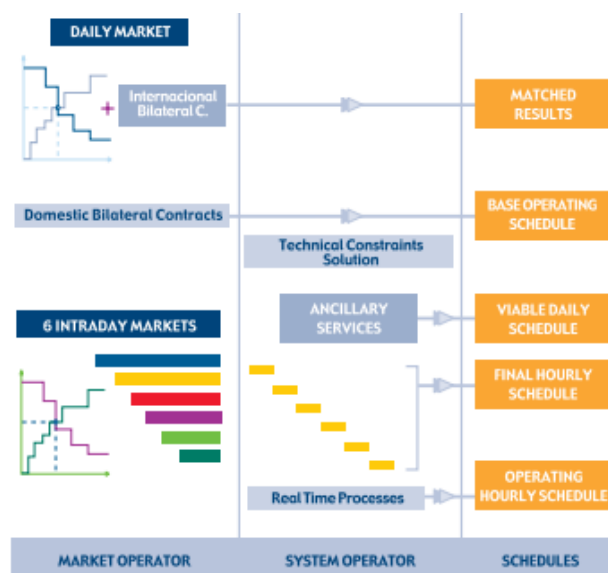 DAILY MARKET
Internacional
Bilateral C.
+
MATCHED
RESULTS
Domestic Bilateral Contracts
BASE OPERATING
SCHEDULE
Technical Constraints
Solution
ANCILLARY
SERVICES
VIABLE DAILY
SCHEDULE
6 INTRADAY MARKETS
FINAL HOURLY
SCHEDULE
Real Time Processes
OPERATING
HOURLY SCHEDULE
MARKET OPERATOR
SYSTEM OPERATOR
SCHEDULES